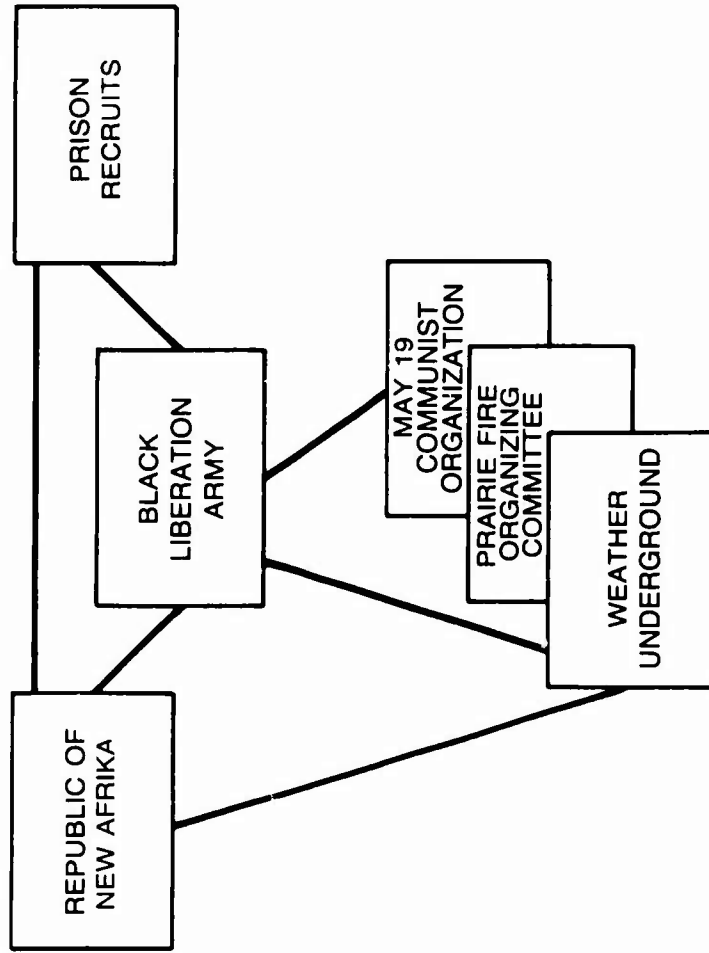 REPUBLIC OF
NEW AFRIKA
PRISON
RECRUITS
BLACK
LIBERATION
ARMY
MAY 19
COMMUNIST
ORGANIZATION
PRAIRIE FIRE
ORGANIZING
COMMITTEE
WEATHER
UNDERGROUND